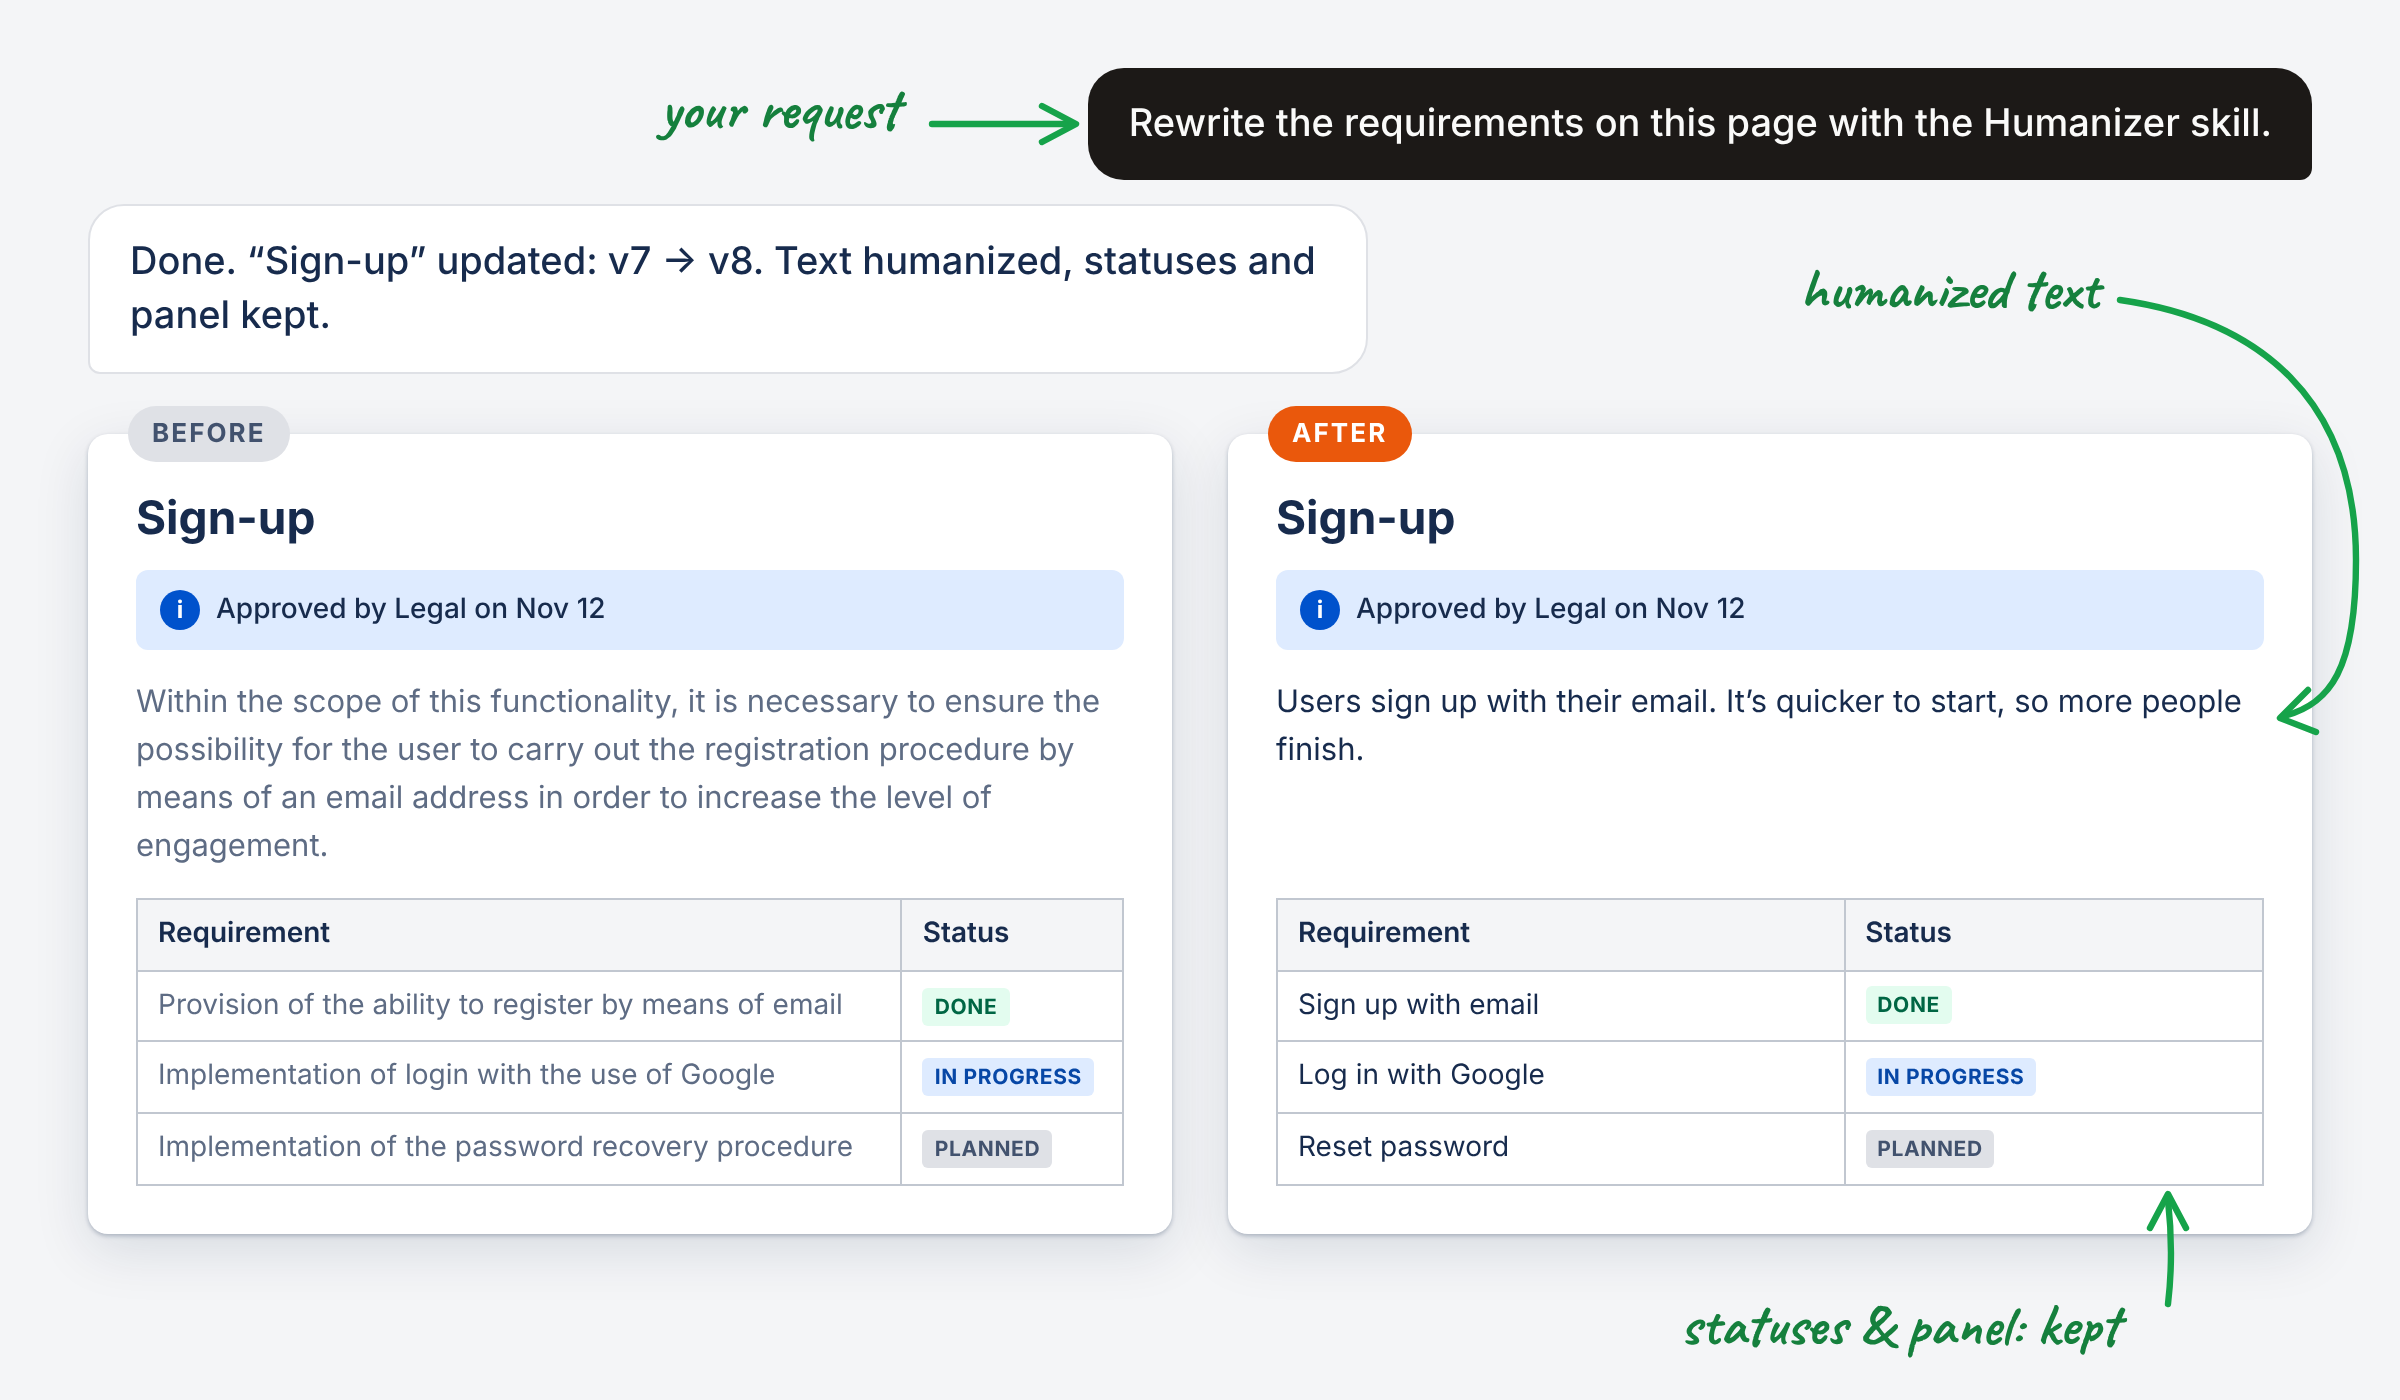 your request
Rewrite the requirements on this page with the Humanizer skill.
Done. “Sign-up” updated: v7 → v8. Text humanized, statuses and
panel kept.
humanized text
BEFORE
Sign-up
i Approved by Legal on Nov 12
Within the scope of this functionality, it is necessary to ensure the
possibility for the user to carry out the registration procedure by
means of an email address in order to increase the level of
engagement.
Requirement Status
Provision of the ability to register by means of email DONE
Implementation of login with the use of Google IN PROGRESS
Implementation of the password recovery procedure PLANNED
AFTER
Sign-up
i Approved by Legal on Nov 12
Users sign up with their email. It’s quicker to start, so more people
finish.
Requirement Status
Sign up with email DONE
Log in with Google IN PROGRESS
Reset password PLANNED
statuses & panel: kept